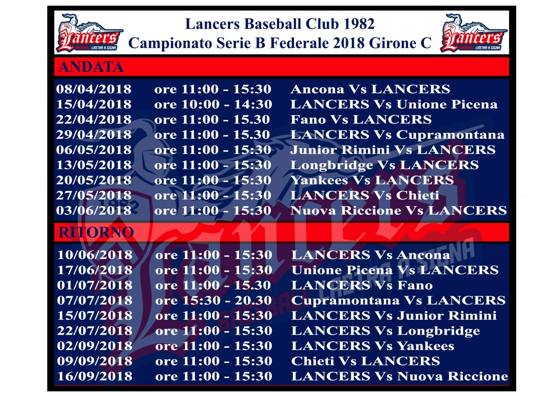 Lancers Baseball Club 1982
Campionato Serie B Federale 2018 Girone C
Lancers
LASTRA A SIGNA
Lancers
LASTRA A SIGNA
ANDATA
08/04/2018 ore 11:00 - 15:30 Ancona Vs LANCERS
15/04/2018 ore 10:00 - 14:30 LANCERS Vs Unione Picena
22/04/2018 ore 11:00 - 15.30 Fano Vs LANCERS
29/04/2018 ore 11:00 - 15.30 LANCERS Vs Cupramontana
06/05/2018 ore 11:00 - 15:30 Junior Rimini Vs LANCERS
13/05/2018 ore 11:00 - 15:30 Longbridge Vs LANCERS
20/05/2018 ore 11:00 - 15:30 Yankees Vs LANCERS
27/05/2018 ore 11:00 - 15:30 LANCERS Vs Chieti
03/06/2018 ore 11:00 - 15:30 Nuova Riccione Vs LANCERS
RITORNO
10/06/2018 ore 11:00 - 15:30 LANCERS Vs Ancona
17/06/2018 ore 11:00 - 15:30 Unione Picena Vs LANCERS
01/07/2018 ore 11:00 - 15.30 LANCERS Vs Fano
07/07/2018 ore 15:30 - 20.30 Cupramontana Vs LANCERS
15/07/2018 ore 11:00 - 15:30 LANCERS Vs Junior Rimini
22/07/2018 ore 11:00 - 15:30 LANCERS Vs Longbridge
02/09/2018 ore 11:00 - 15:30 LANCERS Vs Yankees
09/09/2018 ore 11:00 - 15:30 Chieti Vs LANCERS
16/09/2018 ore 11:00 - 15:30 LANCERS Vs Nuova Riccione